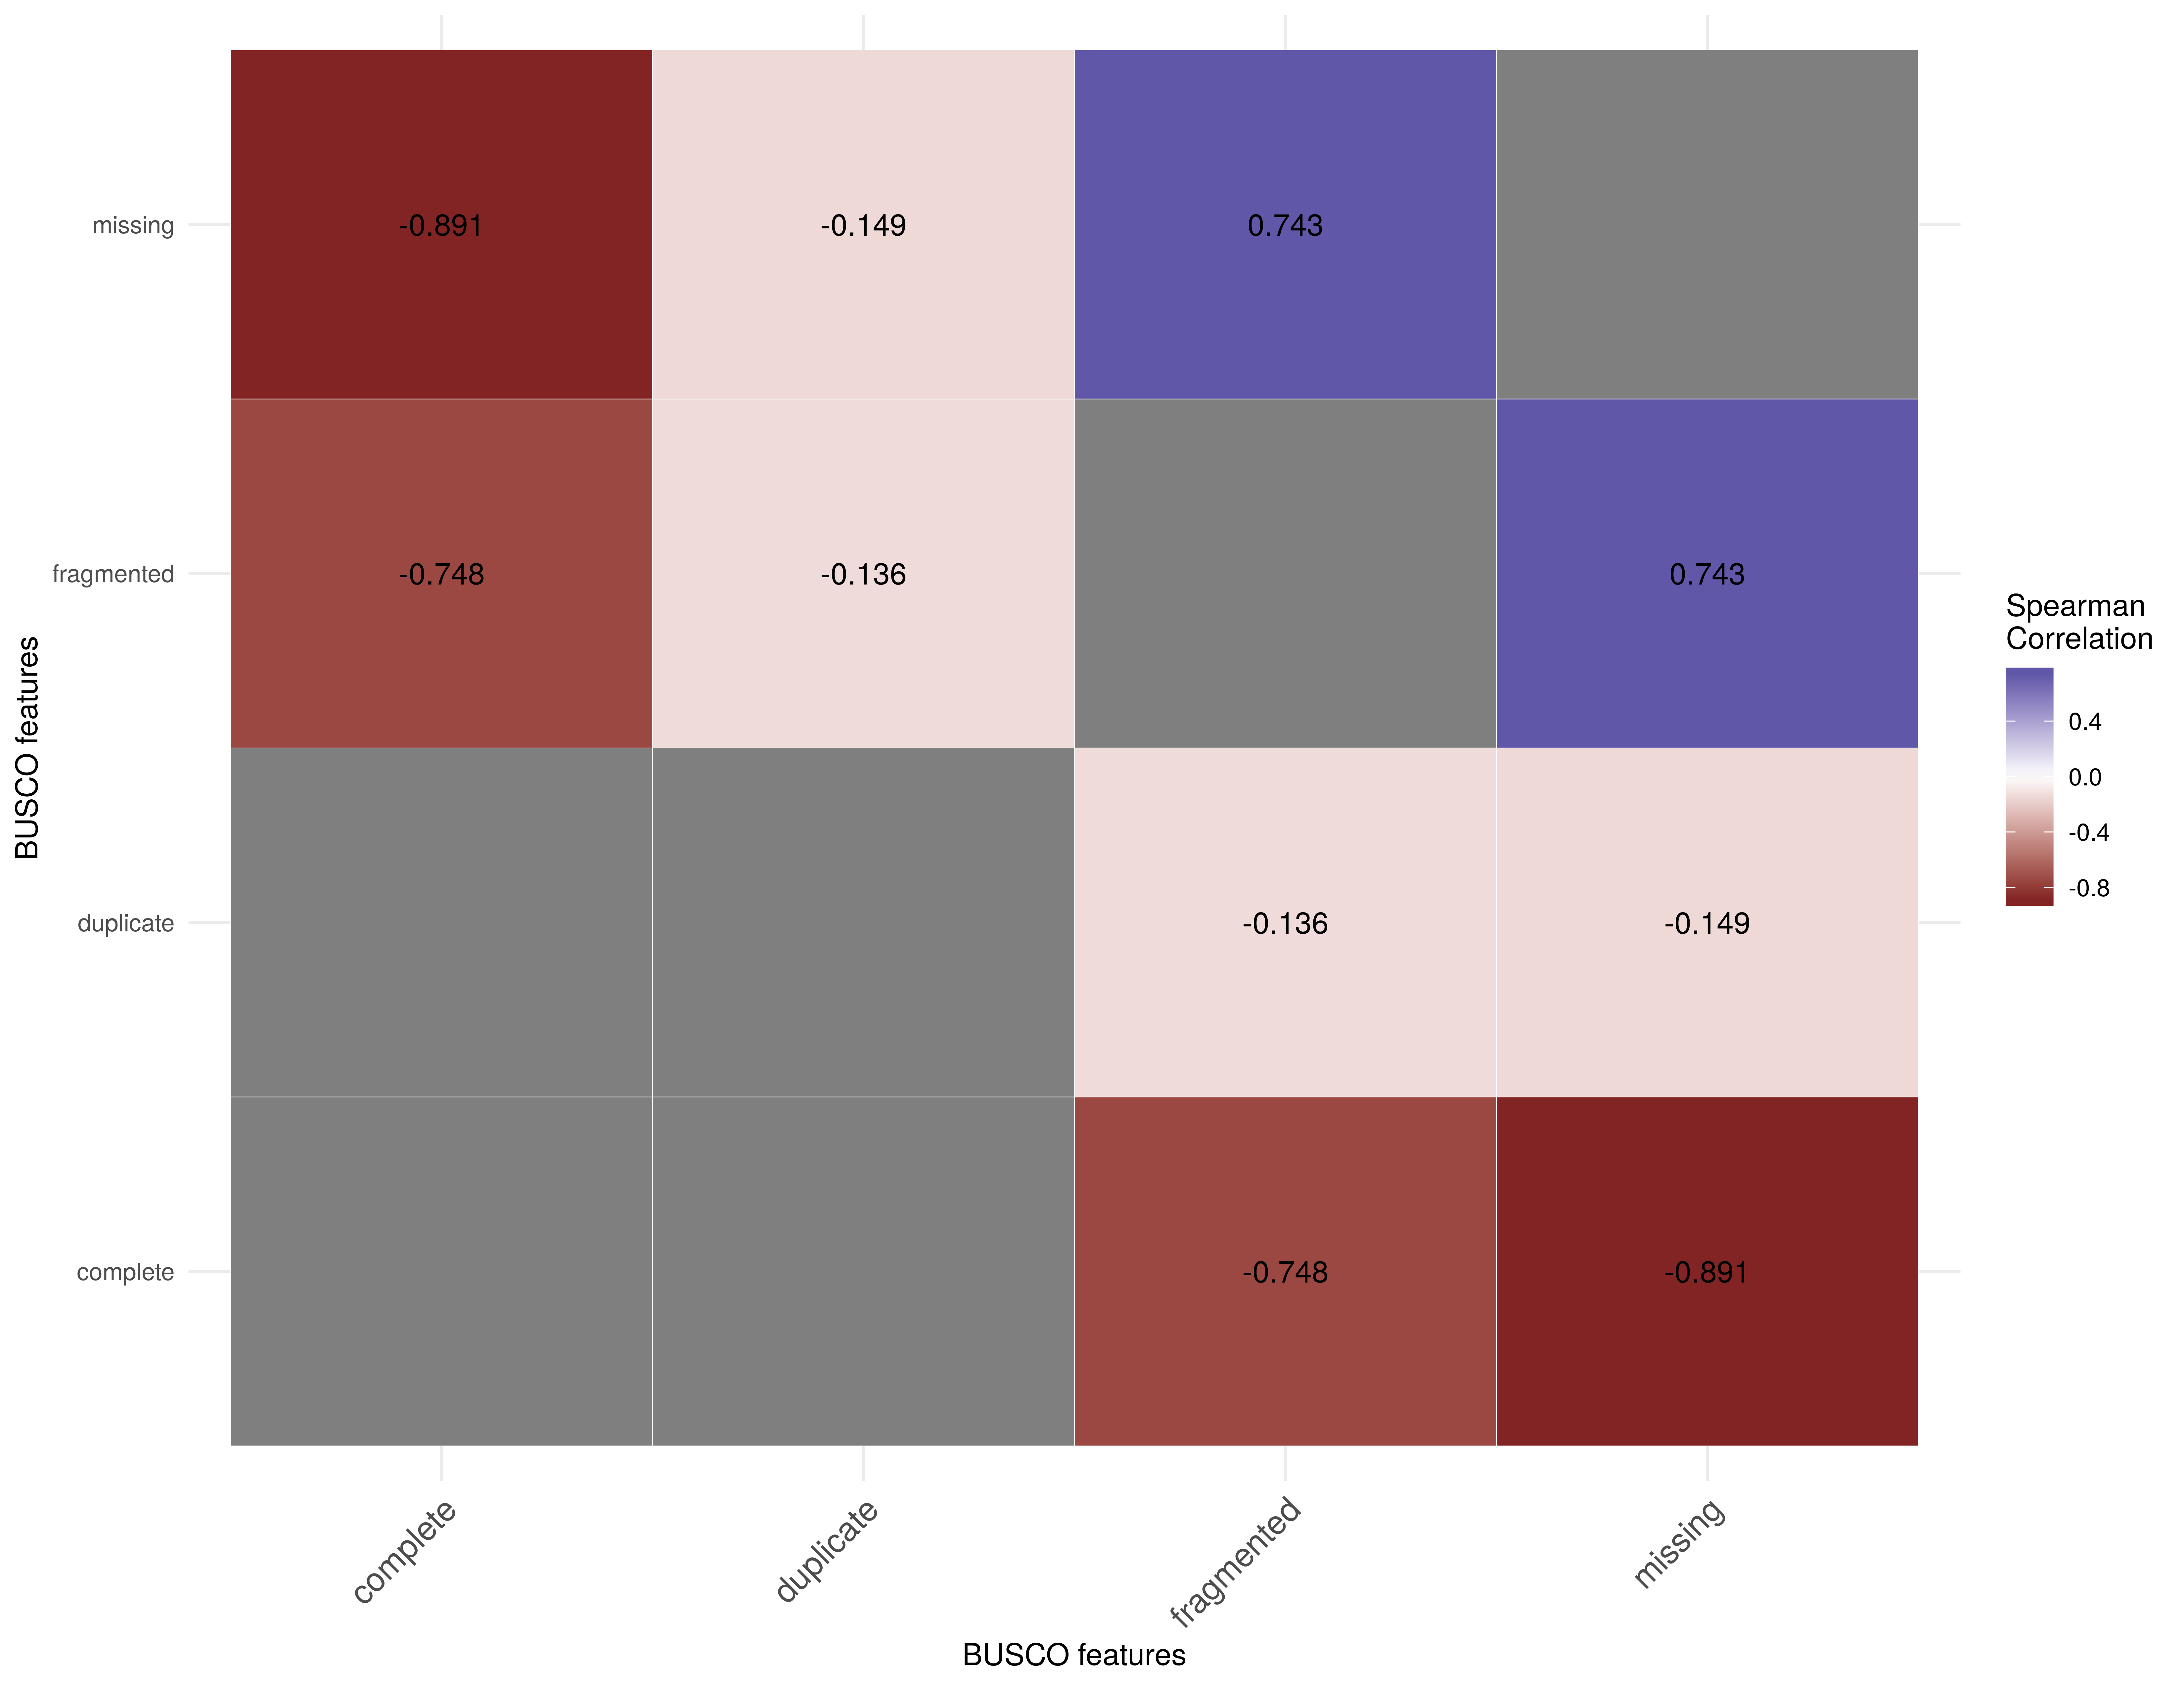 missing
-0.891
-0.149
0.743
fragmented
-0.748
-0.136
0.743
duplicate
-0.136
-0.149
complete
-0.748
-0.891
BUSCO features
complete
duplicate
fragmented
missing
BUSCO features
Spearman
Correlation
0.4
0.0
-0.4
-0.8